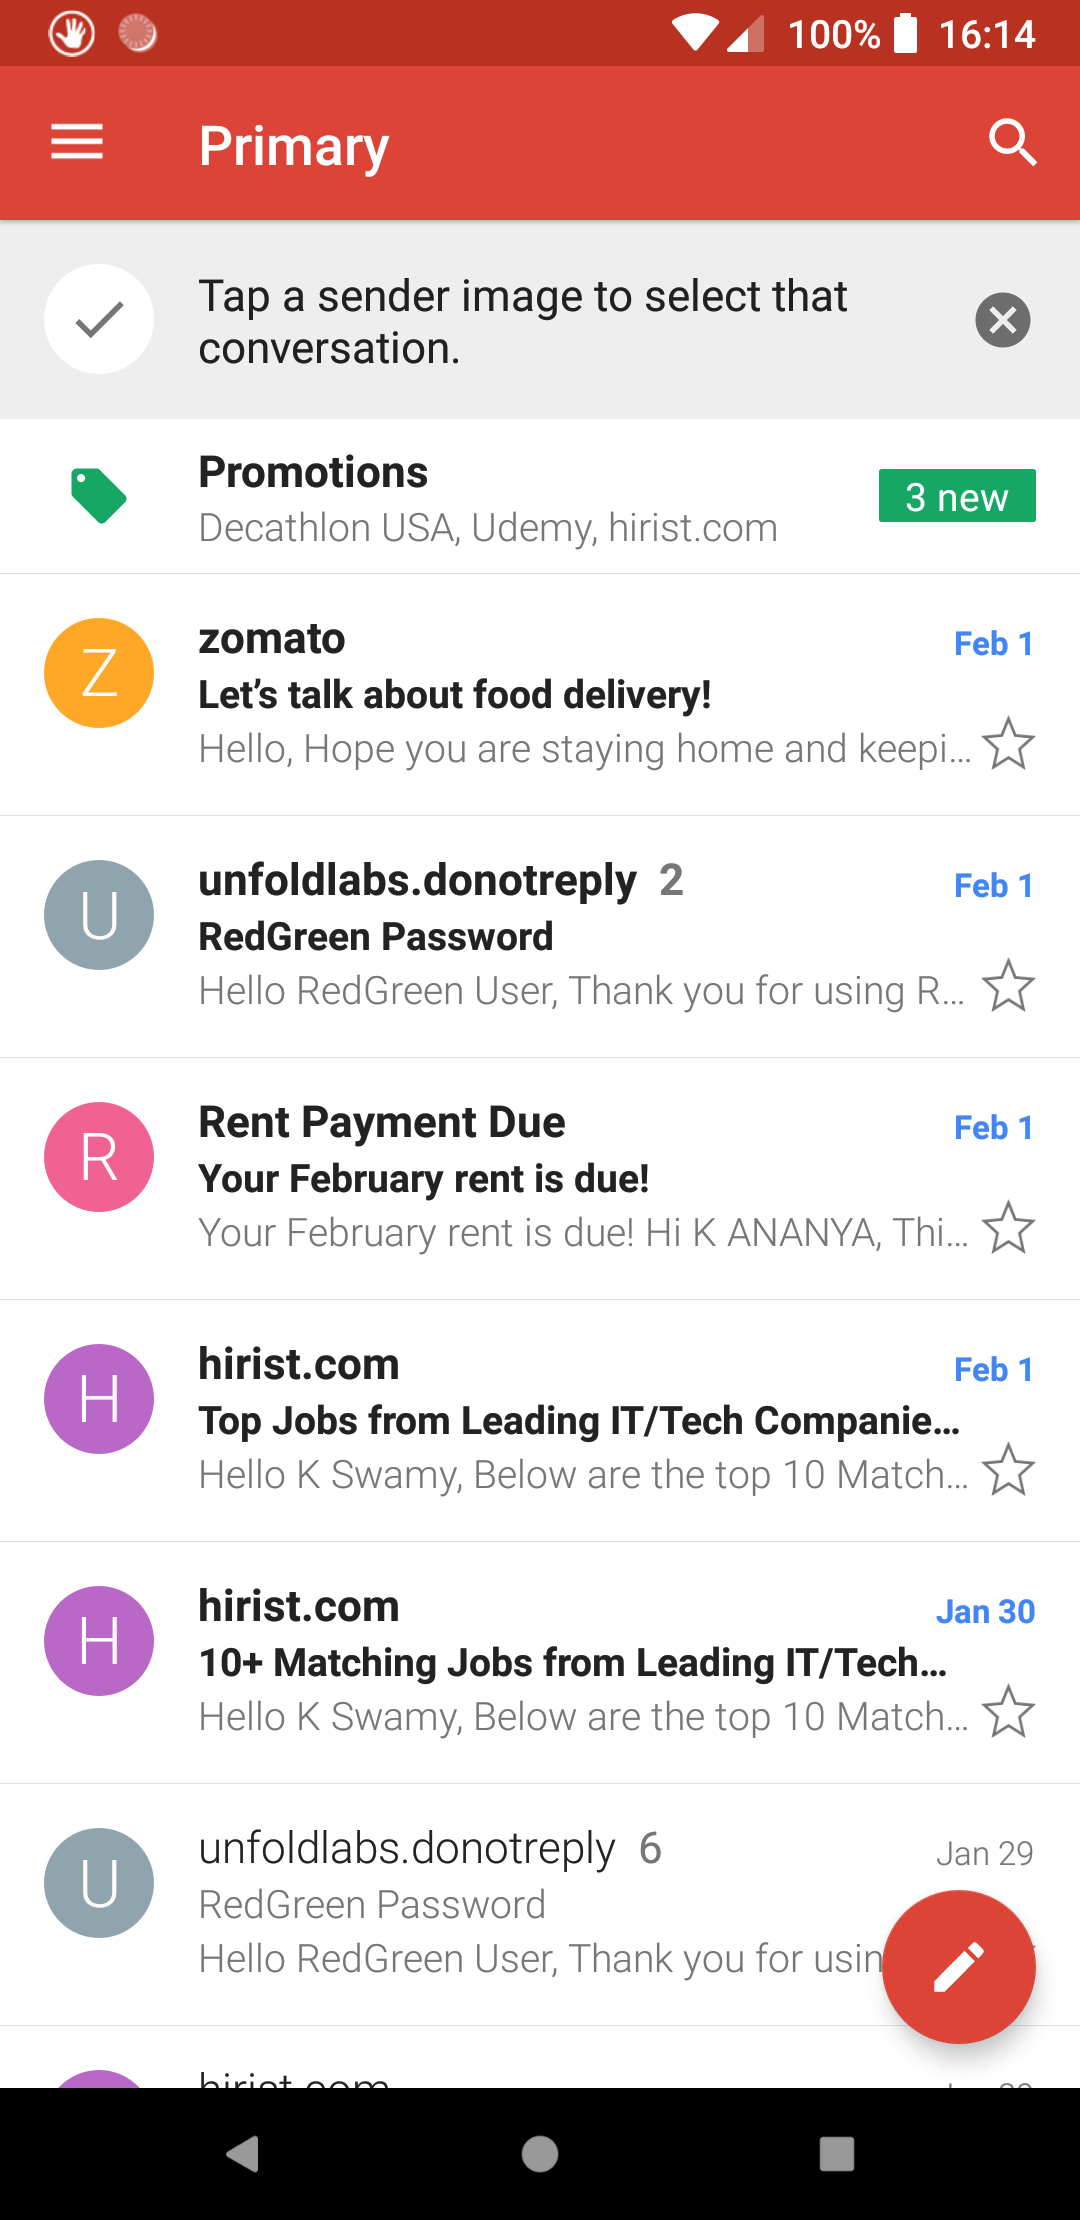 100% 16:14
Primary
Tap a sender image to select that
conversation.
Promotions
3 new
Decathlon USA, Udemy, hirist.com
Z
zomato
Feb 1
Let's talk about food delivery!
Hello, Hope you are staying home and keepi...
U
unfoldlabs.donotreply 2
Feb 1
RedGreen Password
Hello RedGreen User, Thank you for using R...
R
Rent Payment Due
Feb 1
Your February rent is due!
Your February rent is due! Hi K ANANYA, Thi...
H
hirist.com
Feb 1
Top Jobs from Leading IT/Tech Companie...
Hello K Swamy, Below are the top 10 Match...
H
hirist.com
Jan 30
10+ Matching Jobs from Leading IT/Tech...
Hello K Swamy, Below are the top 10 Match...
U
unfoldlabs.donotreply 6
Jan 29
RedGreen Password
Hello RedGreen User, Thank you for usin
hirist.com